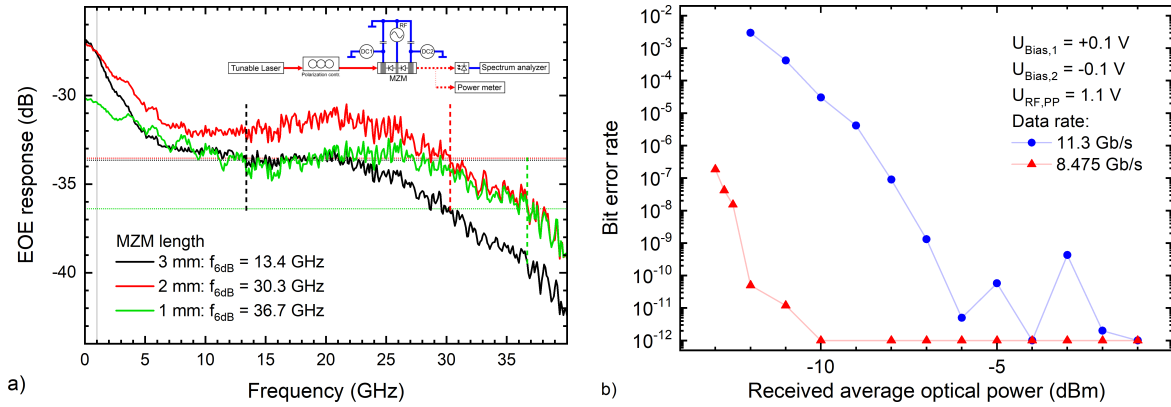 RF
DC1
DC2
Tunable Laser
Polarization cont.
MZM
Spectrum analyzer
Power meter
-30
-35
-40
EOE response (dB)
MZM length
3 mm: f6dB = 13.4 GHz
2 mm: f6dB = 30.3 GHz
1 mm: f6dB = 36.7 GHz
0 5 10 15 20 25 30 35
Frequency (GHz)
a)
10-2
10-3
10-4
10-5
10-6
10-7
10-8
10-9
10-10
10-11
10-12
Bit error rate
UBias,1 = +0.1 V
UBias,2 = -0.1 V
URF,PP = 1.1 V
Data rate:
11.3 Gb/s
8.475 Gb/s
-10 -5
Received average optical power (dBm)
b)